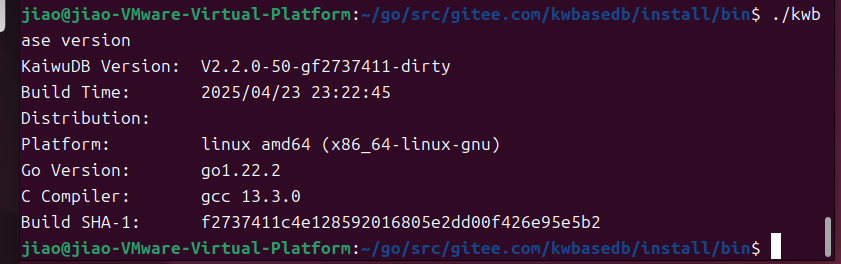 jiao@jiao-VMware-Virtual-Platform:~/go/src/gitee.com/kwbasedb/install/bin$ ./kwb
ase version
KaiwuDB Version:  V2.2.0-50-gf2737411-dirty
Build Time:       2025/04/23 23:22:45
Distribution:
Platform:         linux amd64 (x86_64-linux-gnu)
Go Version:       go1.22.2
C Compiler:       gcc 13.3.0
Build SHA-1:      f2737411c4e128592016805e2dd00f426e95e5b2
jiao@jiao-VMware-Virtual-Platform:~/go/src/gitee.com/kwbasedb/install/bin$